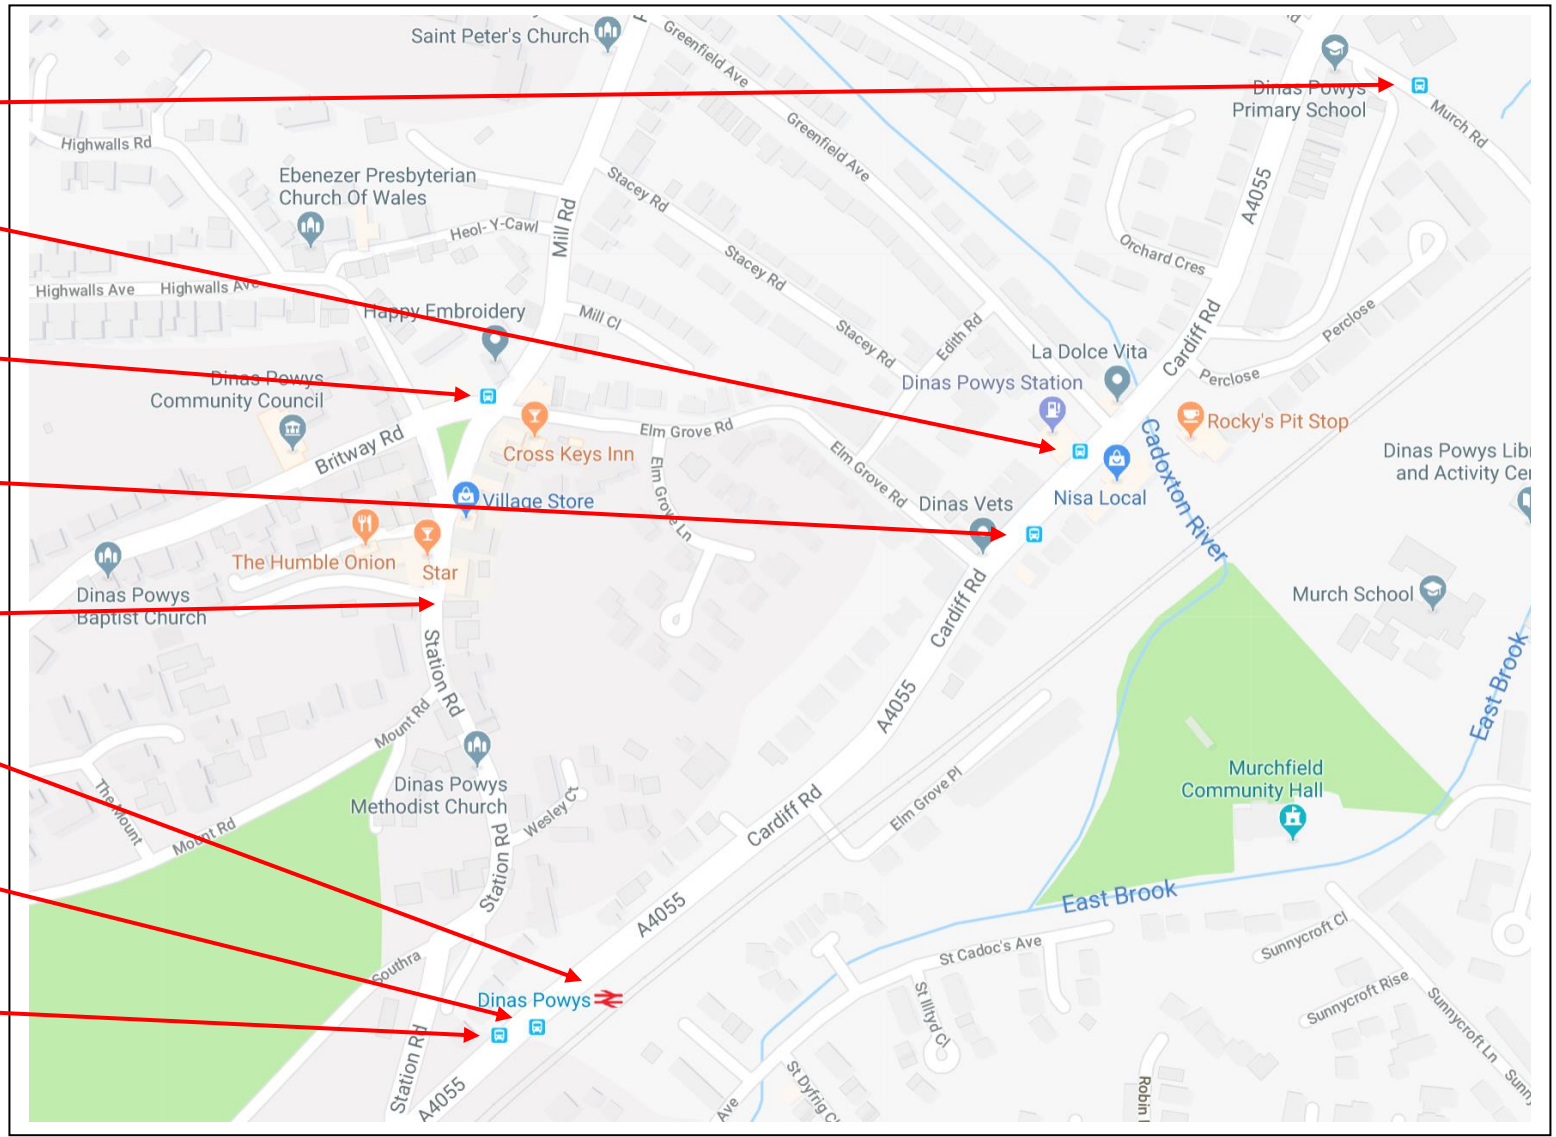 Saint Peter's Church
Greenfield Ave
Greenfield Ave
Dinas Powys
Primary School
Murch Rd
Highwalls Rd
Ebenezer Presbyterian
Church Of Wales
Stacey Rd
A4055
Heol-Y-Cawl
Mill Rd
Stacey Rd
Orchard Cres
Highwalls Ave
Highwalls Ave
Happy Embroidery
Mill Cl
Stacey Rd
Edith Rd
Cardiff Rd
Perclose
La Dolce Vita
Perclose
Dinas Powys
Community Council
Dinas Powys Station
Rocky's Pit Stop
Elm Grove Rd
Britway Rd
Cross Keys Inn
Elm Grove Rd
Cadoxton River
Dinas Powys Libr
and Activity Cen
Elm Grove Ln
Nisa Local
Village Store
Dinas Vets
The Humble Onion
Star
Dinas Powys
Baptist Church
Cardiff Rd
Murch School
Station Rd
East Brook
A4055
Mount Rd
Dinas Powys
Methodist Church
Murchfield
Community Hall
The Mount
Mount Rd
Wesley Ct
Cardiff Rd
Elm Grove Pl
Station Rd
A4055
East Brook
St Cadoc's Ave
Sunnycroft Cl
Southra
Sunnycroft Rise
Dinas Powys
St Illtyd Cl
Sunnycroft Ln
Sunny
Station Rd
A4055
St Dyfrig C
Ave
Robin